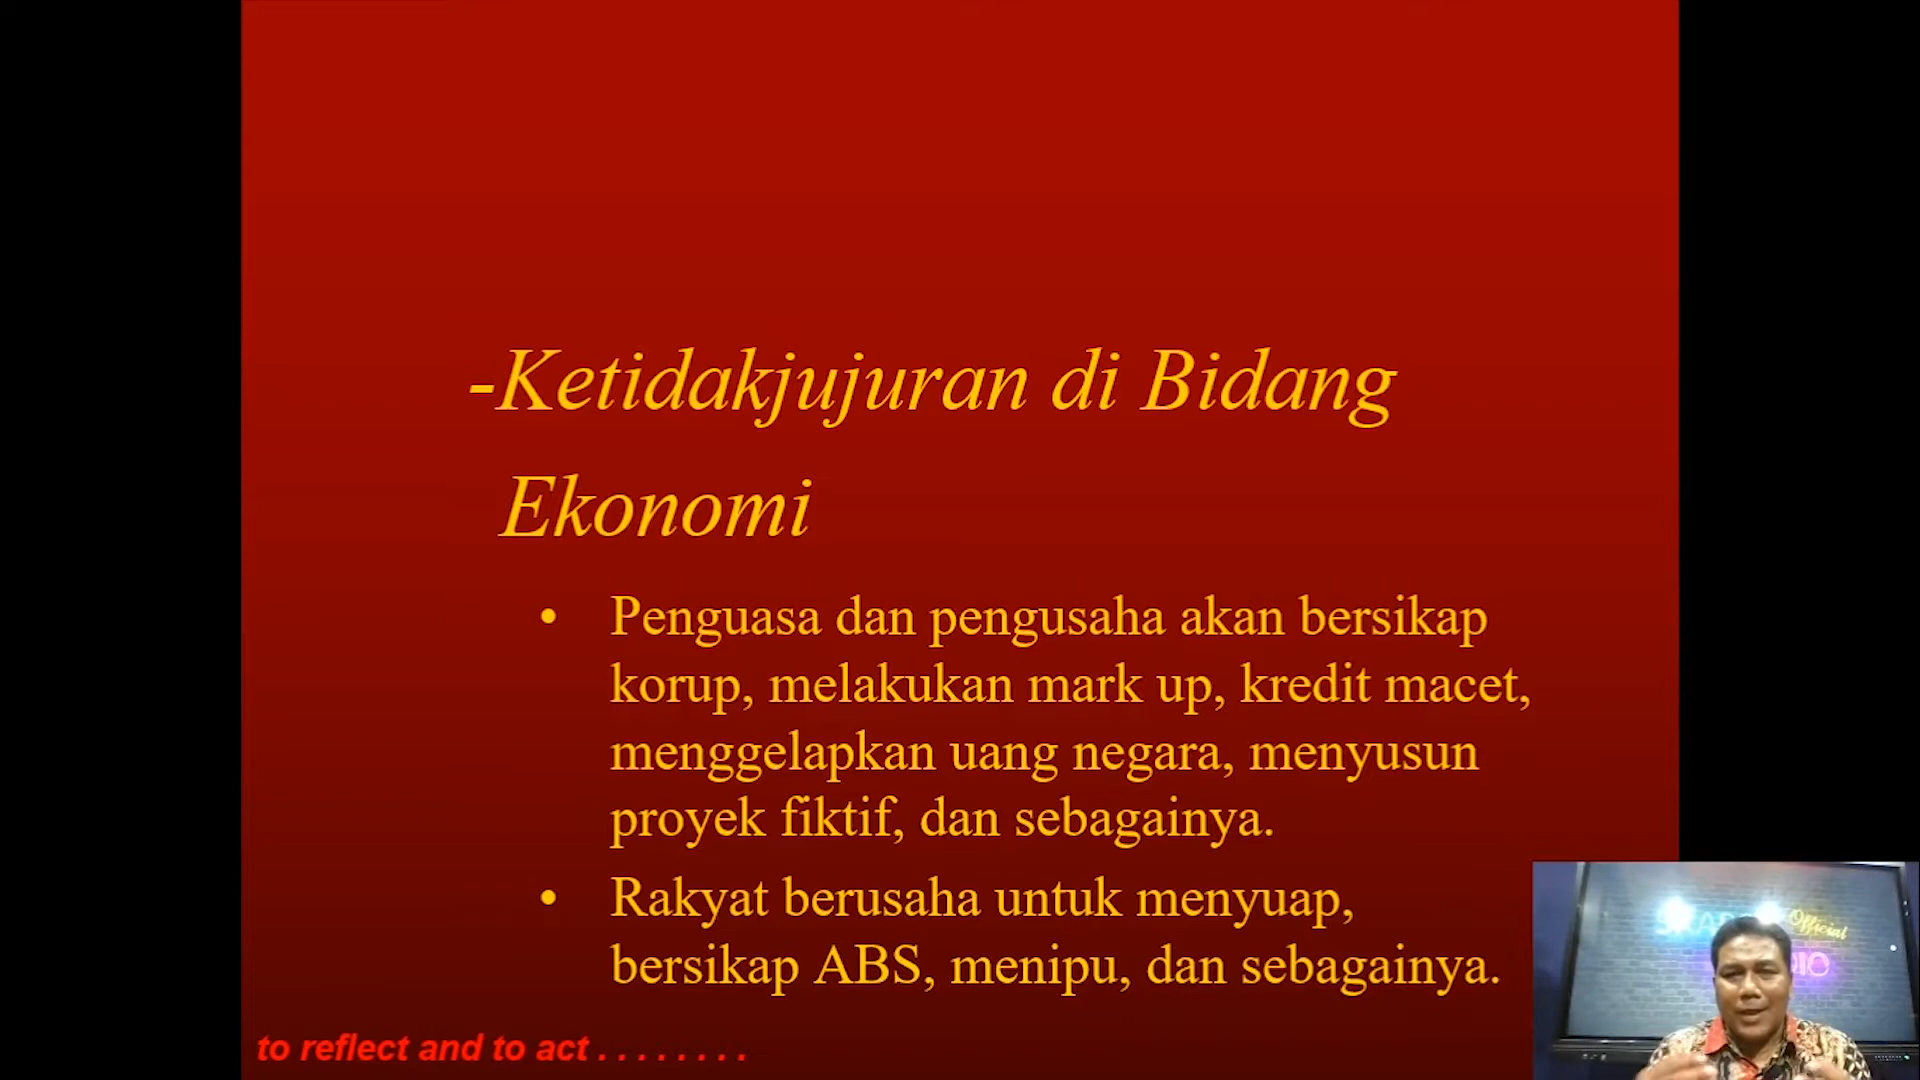 -Ketidakjujuran di Bidang
Ekonomi
• Penguasa dan pengusaha akan bersikap
korup, melakukan mark up, kredit macet,
menggelapkan uang negara, menyusun
proyek fiktif, dan sebagainya.
• Rakyat berusaha untuk menyuap,
bersikap ABS, menipu, dan sebagainya.
to reflect and to act . . . . . . . .
Official